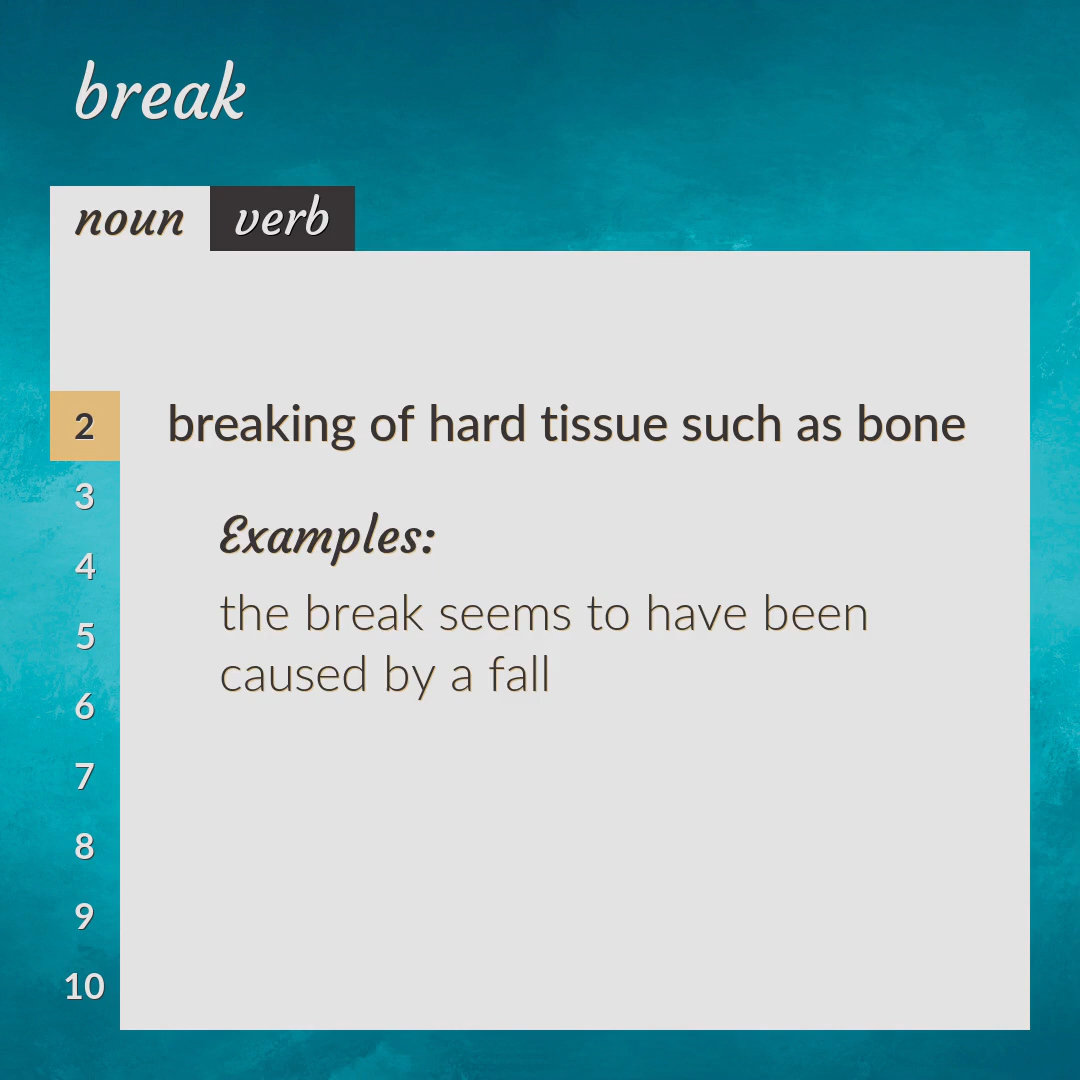 break
noun verb
2 breaking of hard tissue such as bone
3
Examples:
4
the break seems to have been
5
caused by a fall
6
7
8
9
10